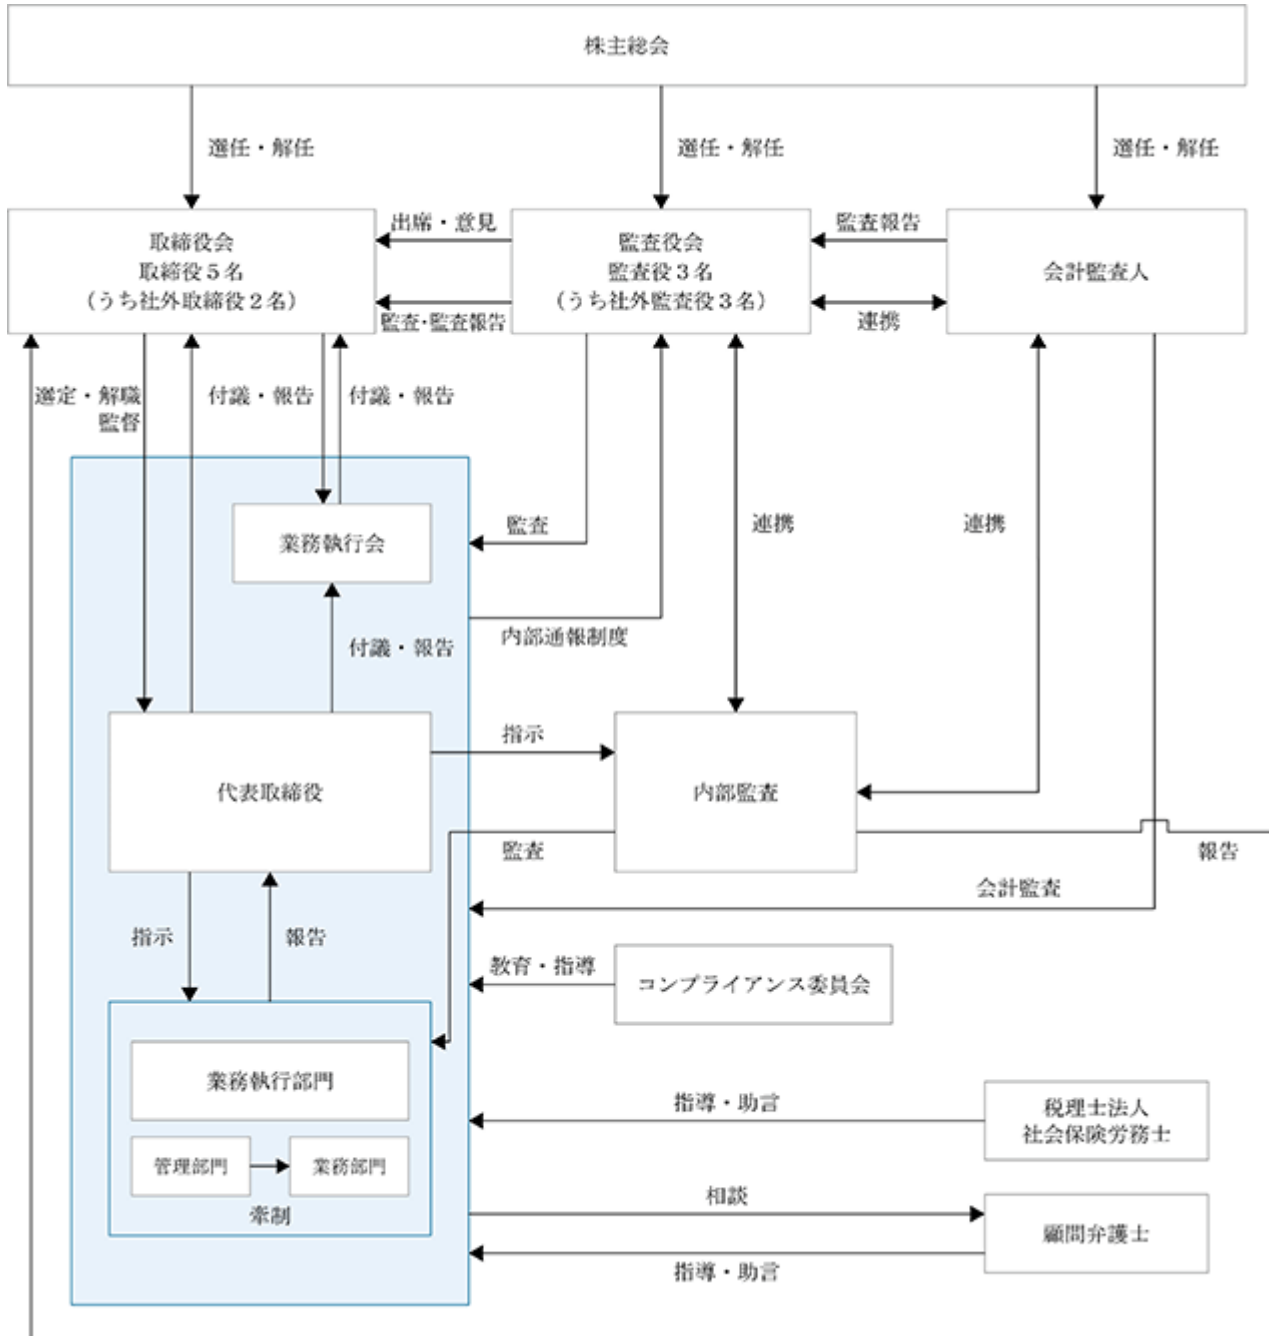 株主総会
選任・解任
選任・解任
選任・解任
取締役会
取締役5名
（うち社外取締役2名）
出席・意見
監査・監査報告
監査役会
監査役3名
（うち社外監査役3名）
監査報告
連携
会計監査人
選定・解職
監督
付議・報告
付議・報告
業務執行会
監査
連携
連携
内部通報制度
付議・報告
代表取締役
指示
内部監査
監査
報告
会計監査
指示
報告
教育・指導
コンプライアンス委員会
業務執行部門
管理部門
業務部門
牽制
指導・助言
税理士法人
社会保険労務士
相談
顧問弁護士
指導・助言